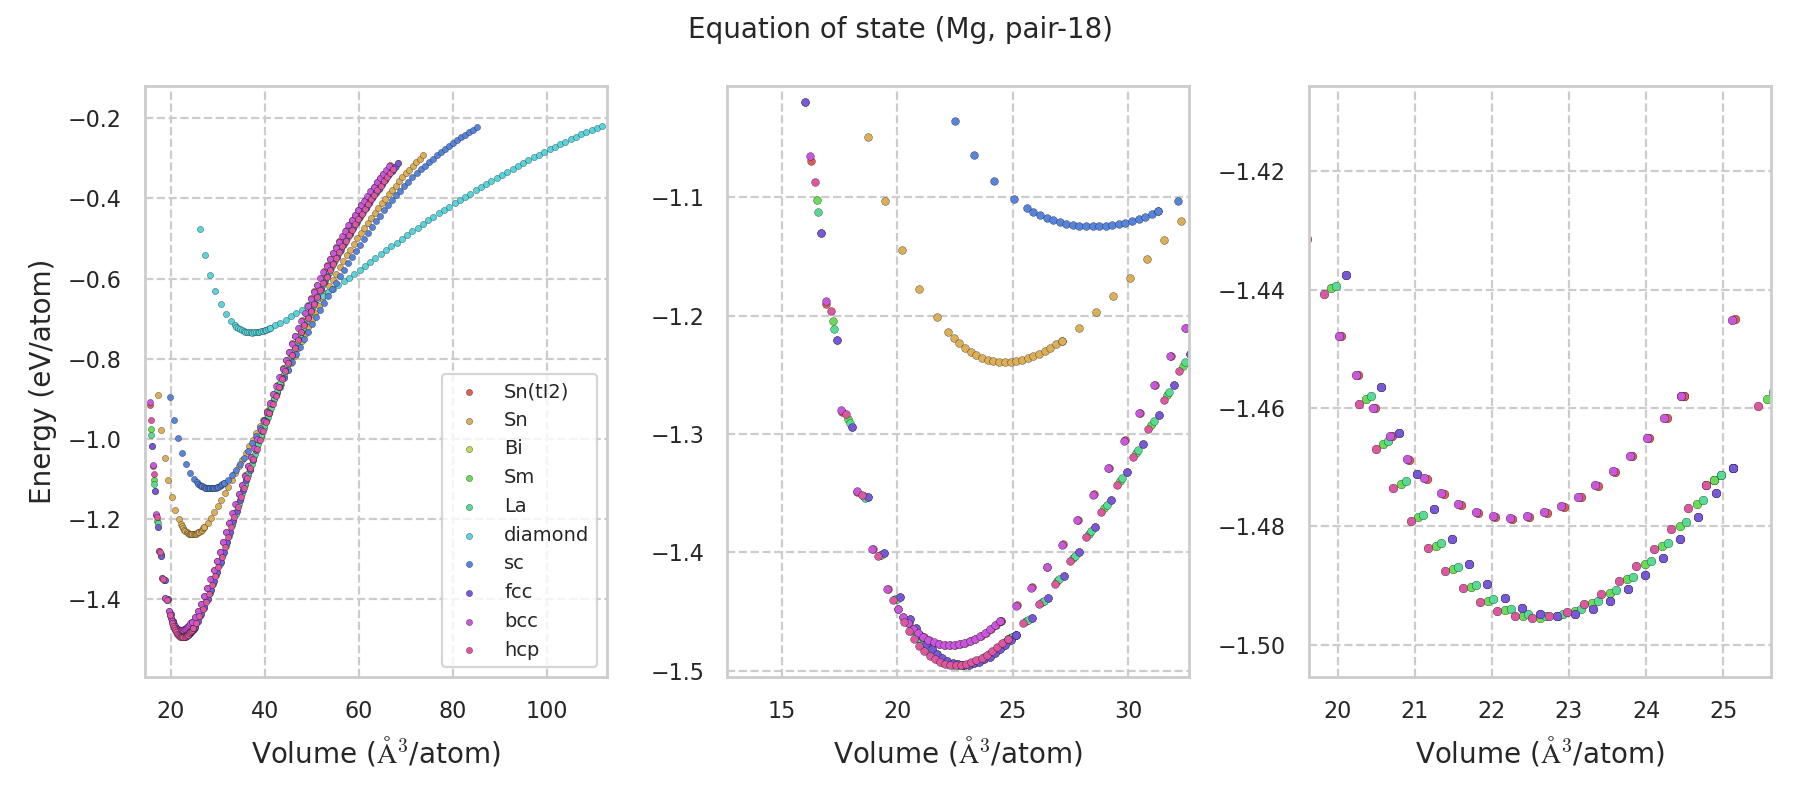 Equation of state (Mg, pair-18)
Energy (eV/atom)
−0.2
−0.4
−0.6
−0.8
−1.0
−1.2
−1.4
20
40
60
80
100
Volume (Å³/atom)
Sn(tI2)
Sn
Bi
Sm
La
diamond
sc
fcc
bcc
hcp
−1.1
−1.2
−1.3
−1.4
−1.5
15
20
25
30
Volume (Å³/atom)
−1.42
−1.44
−1.46
−1.48
−1.50
20
21
22
23
24
25
Volume (Å³/atom)